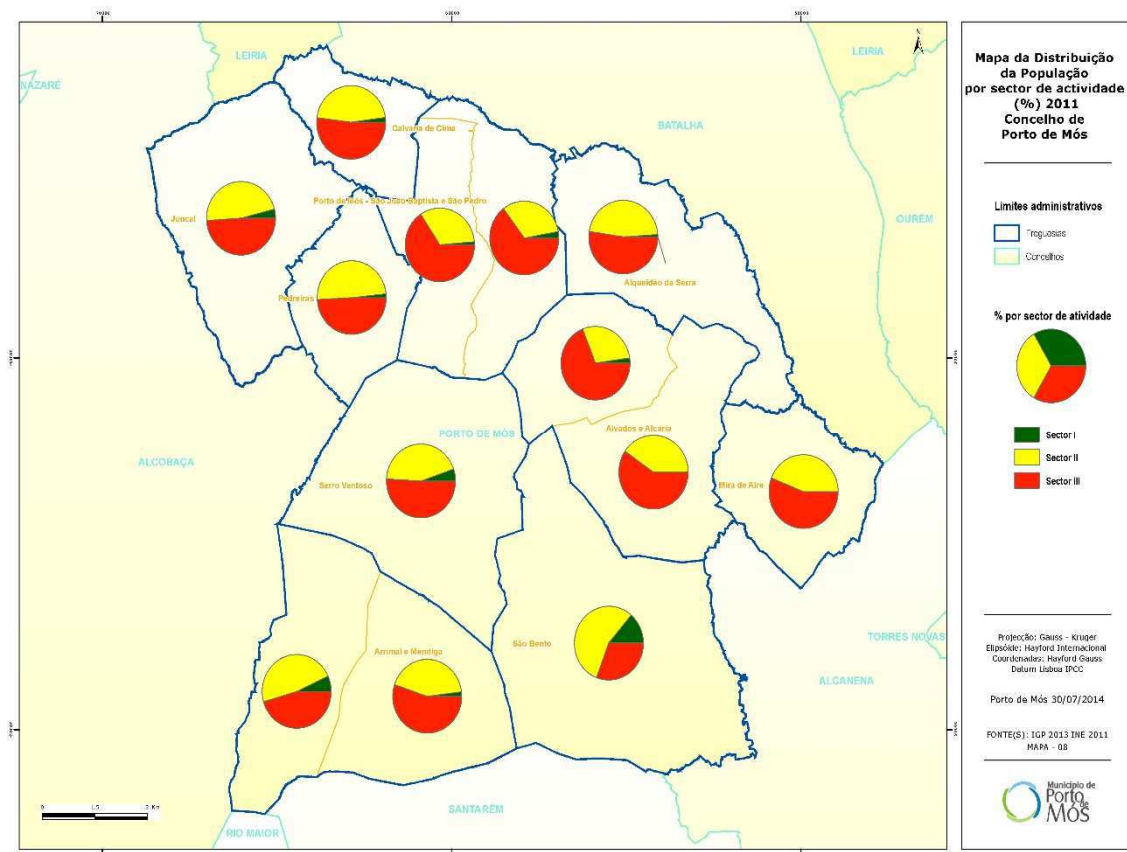 LEIRIA
NAZARÉ
Calvaria de Cima
BATALHA
LEIRIA
OURÉM
Juncal
Porto de Mós - São João Baptista e São Pedro
Pedreiras
Alqueidão da Serra
Alvados e Alcaria
PORTO DE MÓS
ALCOBAÇA
Serro Ventoso
Mira de Aire
TORRES NOVAS
São Bento
Arrimal e Mendiga
ALCANENA
SANTARÉM
RIO MAIOR
0 1,5 3 Km
N
Mapa da Distribuição
da População
por sector de actividade
(%) 2011
Concelho de
Porto de Mós
Limites administrativos
Freguesias
Concelhos
% por sector de atividade
Sector I
Sector II
Sector III
Projecção: Gauss - Kruger
Elipsóide: Hayford Internacional
Coordenadas: Hayford Gauss
Datum Lisboa IPCC
Porto de Mós 30/07/2014
FONTE(S): IGP 2013 INE 2011
MAPA - 08
Município de
Porto
de
Mós